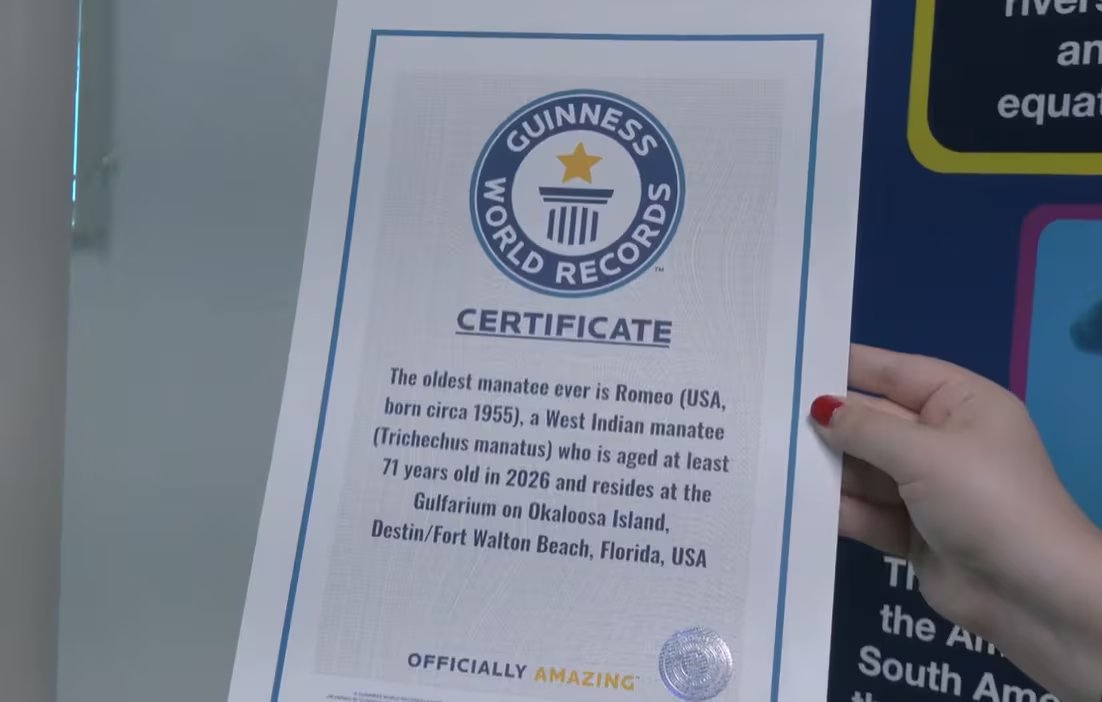 GUINNESS
WORLD RECORDS
™
CERTIFICATE
The oldest manatee ever is Romeo (USA,
born circa 1955), a West Indian manatee
(Trichechus manatus) who is aged at least
71 years old in 2026 and resides at the
Gulfarium on Okaloosa Island,
Destin/Fort Walton Beach, Florida, USA
OFFICIALLY AMAZING
an
equat
the Am
South Ame